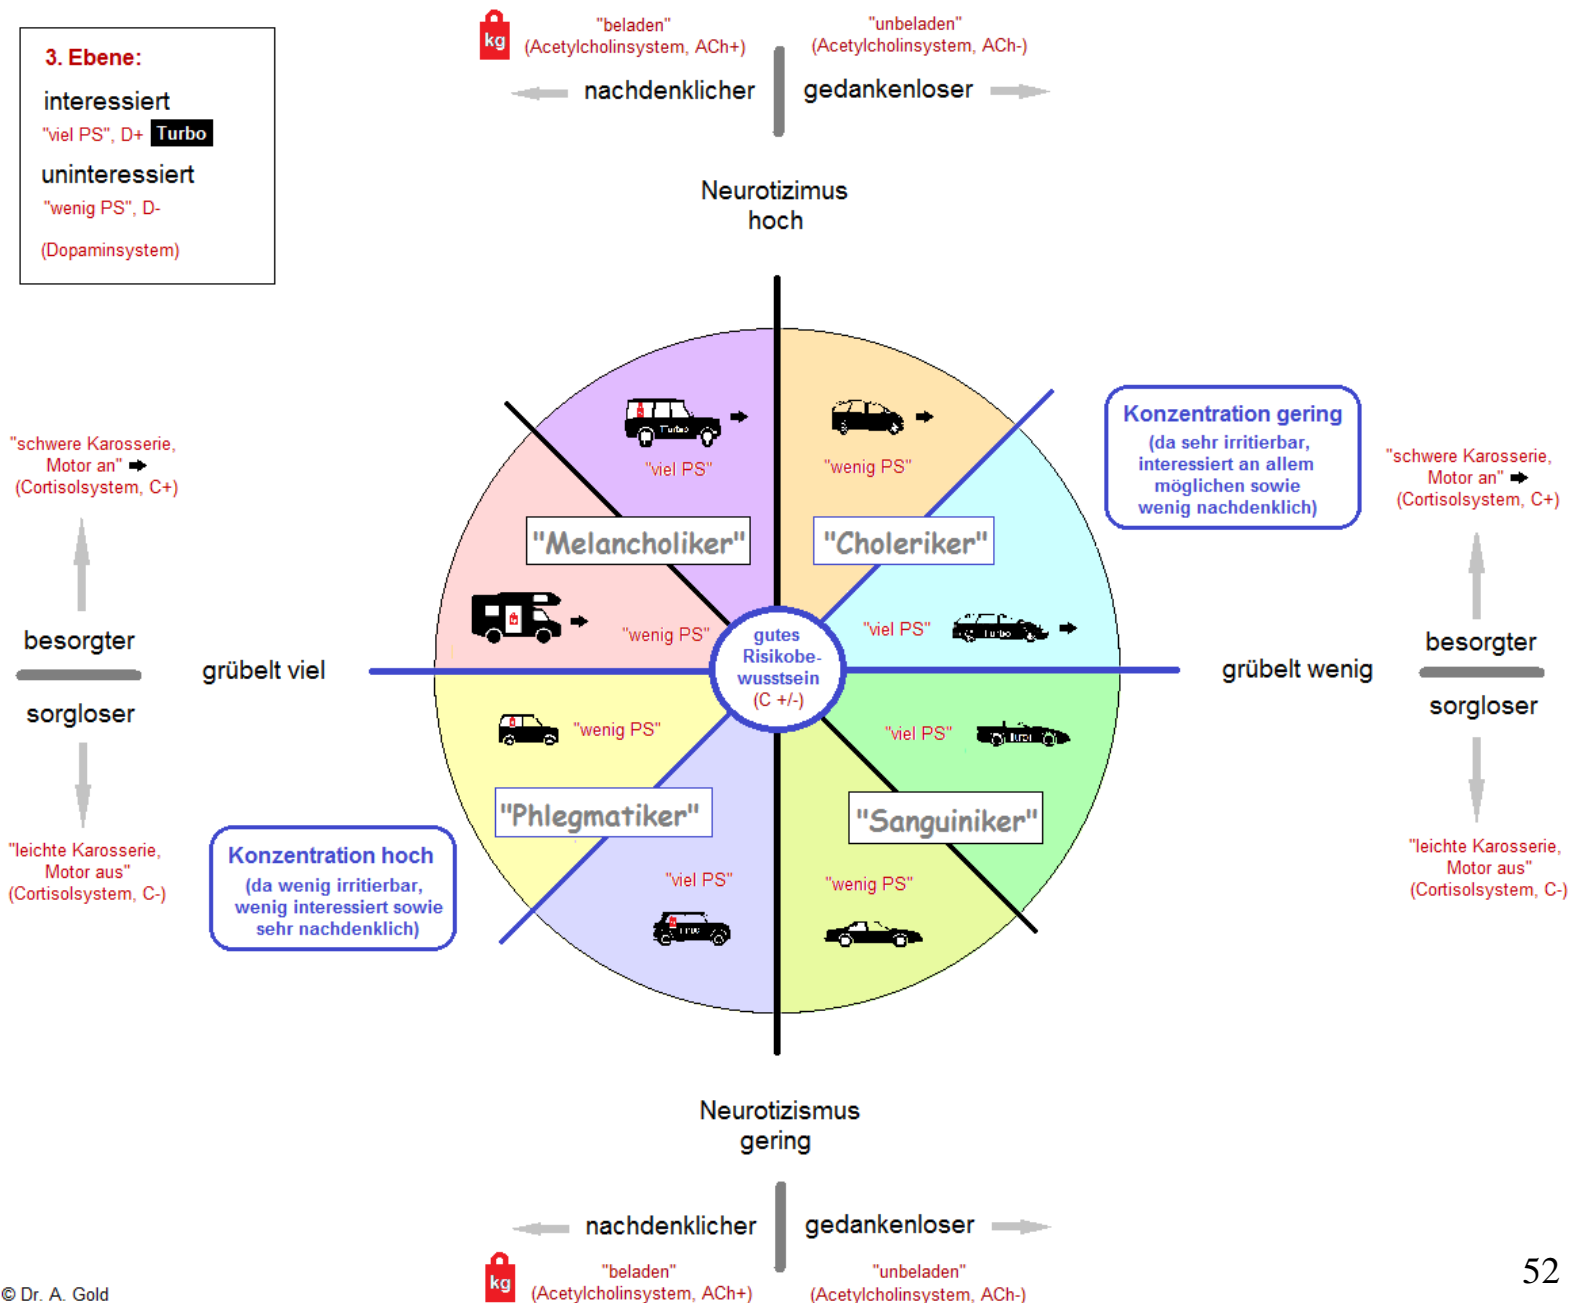 3. Ebene:
interessiert
"viel PS", D+ Turbo
uninteressiert
"wenig PS", D-
(Dopaminsystem)
kg
"beladen"
(Acetylcholinsystem, ACh+)
"unbeladen"
(Acetylcholinsystem, ACh-)
nachdenklicher
gedankenloser
Neurotizimus
hoch
"schwere Karosserie,
Motor an"
(Cortisolsystem, C+)
besorgter
sorgloser
"leichte Karosserie,
Motor aus"
(Cortisolsystem, C-)
grübelt viel
Turbo
"viel PS"
"wenig PS"
"Melancholiker"
"Choleriker"
"wenig PS"
"viel PS"
Turbo
gutes
Risikobe-
wusstsein
(C +/-)
"wenig PS"
"viel PS"
Turbo
"Phlegmatiker"
"Sanguiniker"
"viel PS"
"wenig PS"
Konzentration gering
(da sehr irritierbar,
interessiert an allem
möglichen sowie
wenig nachdenklich)
Konzentration hoch
(da wenig irritierbar,
wenig interessiert sowie
sehr nachdenklich)
grübelt wenig
"schwere Karosserie,
Motor an"
(Cortisolsystem, C+)
besorgter
sorgloser
"leichte Karosserie,
Motor aus"
(Cortisolsystem, C-)
Neurotizismus
gering
nachdenklicher
gedankenloser
kg
"beladen"
(Acetylcholinsystem, ACh+)
"unbeladen"
(Acetylcholinsystem, ACh-)
© Dr. A. Gold
52